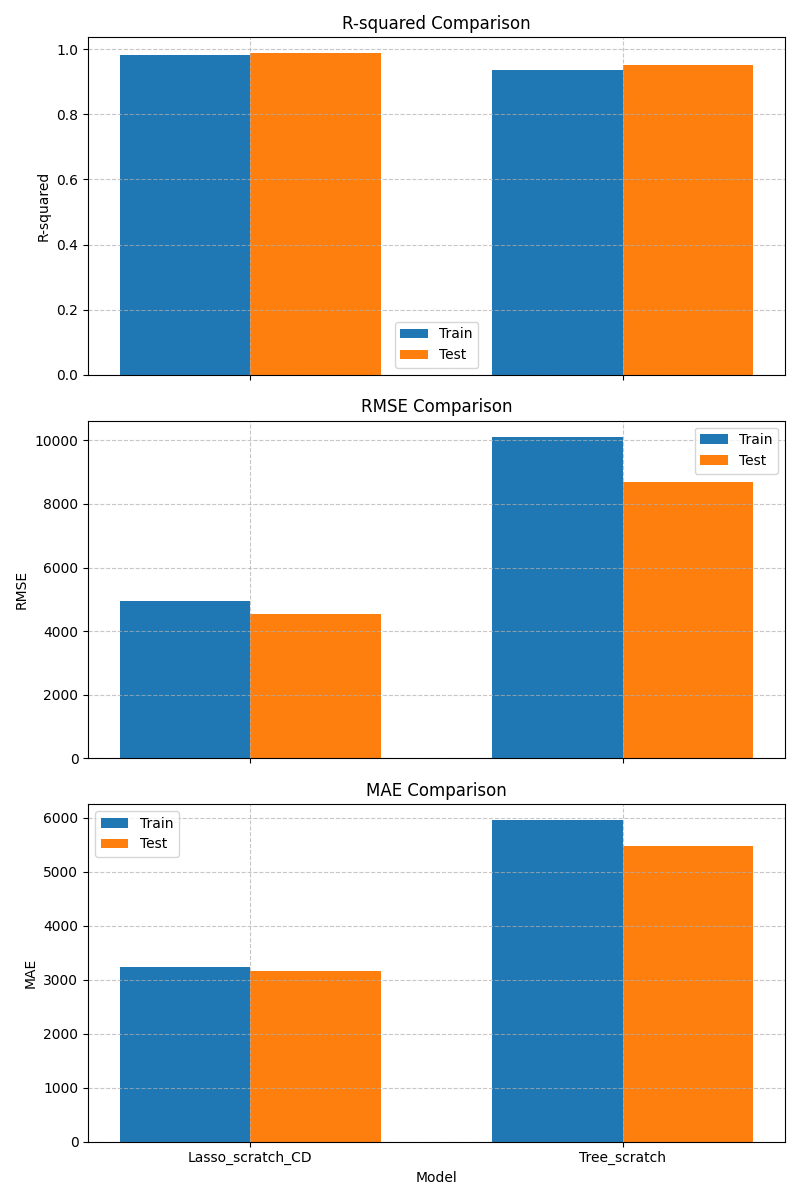 R-squared Comparison
1.0
0.8
0.6
0.4
0.2
0.0
R-squared
Train
Test
RMSE Comparison
10000
8000
6000
4000
2000
0
RMSE
Train
Test
MAE Comparison
6000
5000
4000
3000
2000
1000
0
MAE
Train
Test
Lasso_scratch_CD
Tree_scratch
Model